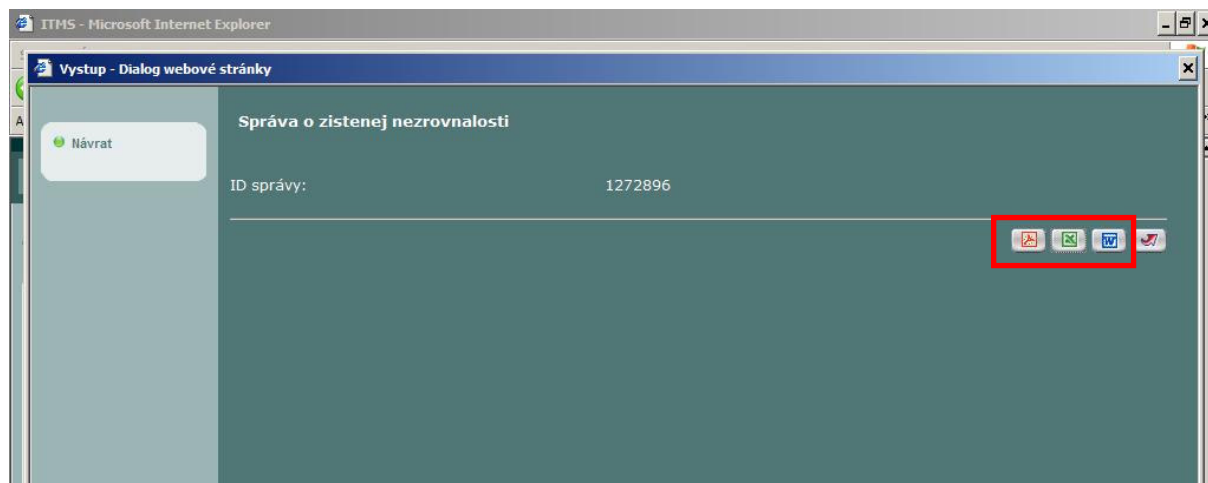 ITMS - Microsoft Internet Explorer
Vystup - Dialog webové stránky
Návrat
Správa o zistenej nezrovnalosti
ID správy: 1272896